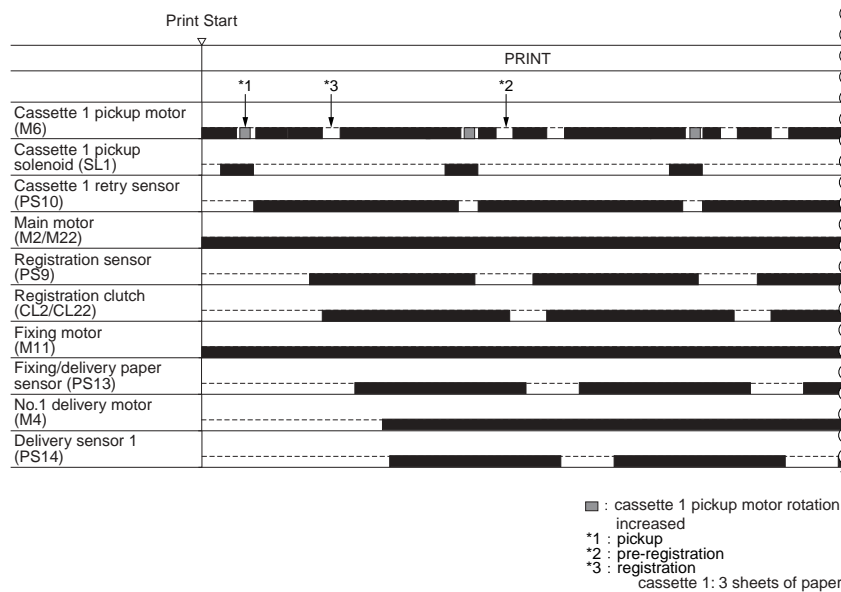 Print Start
PRINT
*1 *3 *2
Cassette 1 pickup motor
(M6)
Cassette 1 pickup
solenoid (SL1)
Cassette 1 retry sensor
(PS10)
Main motor
(M2/M22)
Registration sensor
(PS9)
Registration clutch
(CL2/CL22)
Fixing motor
(M11)
Fixing/delivery paper
sensor (PS13)
No.1 delivery motor
(M4)
Delivery sensor 1
(PS14)
: cassette 1 pickup motor rotation
increased
*1 : pickup
*2 : pre-registration
*3 : registration
cassette 1: 3 sheets of paper